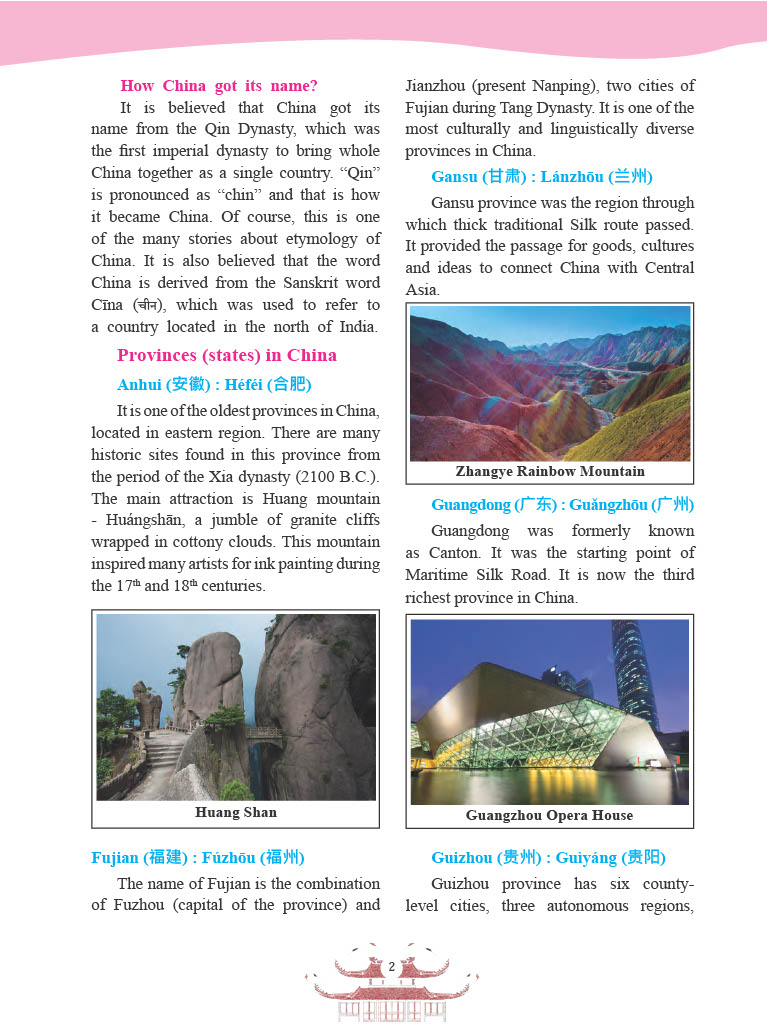 How China got its name?
It is believed that China got its
name from the Qin Dynasty, which was
the first imperial dynasty to bring whole
China together as a single country. “Qin”
is pronounced as “chin” and that is how
it became China. Of course, this is one
of the many stories about etymology of
China. It is also believed that the word
China is derived from the Sanskrit word
Cīna (चीन), which was used to refer to
a country located in the north of India.
Provinces (states) in China
Anhui (安徽) : Héféi (合肥)
It is one of the oldest provinces in China,
located in eastern region. There are many
historic sites found in this province from
the period of the Xia dynasty (2100 B.C.).
The main attraction is Huang mountain
- Huángshān, a jumble of granite cliffs
wrapped in cottony clouds. This mountain
inspired many artists for ink painting during
the 17th and 18th centuries.
Huang Shan
Fujian (福建) : Fúzhōu (福州)
The name of Fujian is the combination
of Fuzhou (capital of the province) and
Jianzhou (present Nanping), two cities of
Fujian during Tang Dynasty. It is one of the
most culturally and linguistically diverse
provinces in China.
Gansu (甘肃) : Lánzhōu (兰州)
Gansu province was the region through
which thick traditional Silk route passed.
It provided the passage for goods, cultures
and ideas to connect China with Central
Asia.
Zhangye Rainbow Mountain
Guangdong (广东) : Guǎngzhōu (广州)
Guangdong was formerly known
as Canton. It was the starting point of
Maritime Silk Road. It is now the third
richest province in China.
Guangzhou Opera House
Guizhou (贵州) : Guìyáng (贵阳)
Guizhou province has six county-
level cities, three autonomous regions,
2